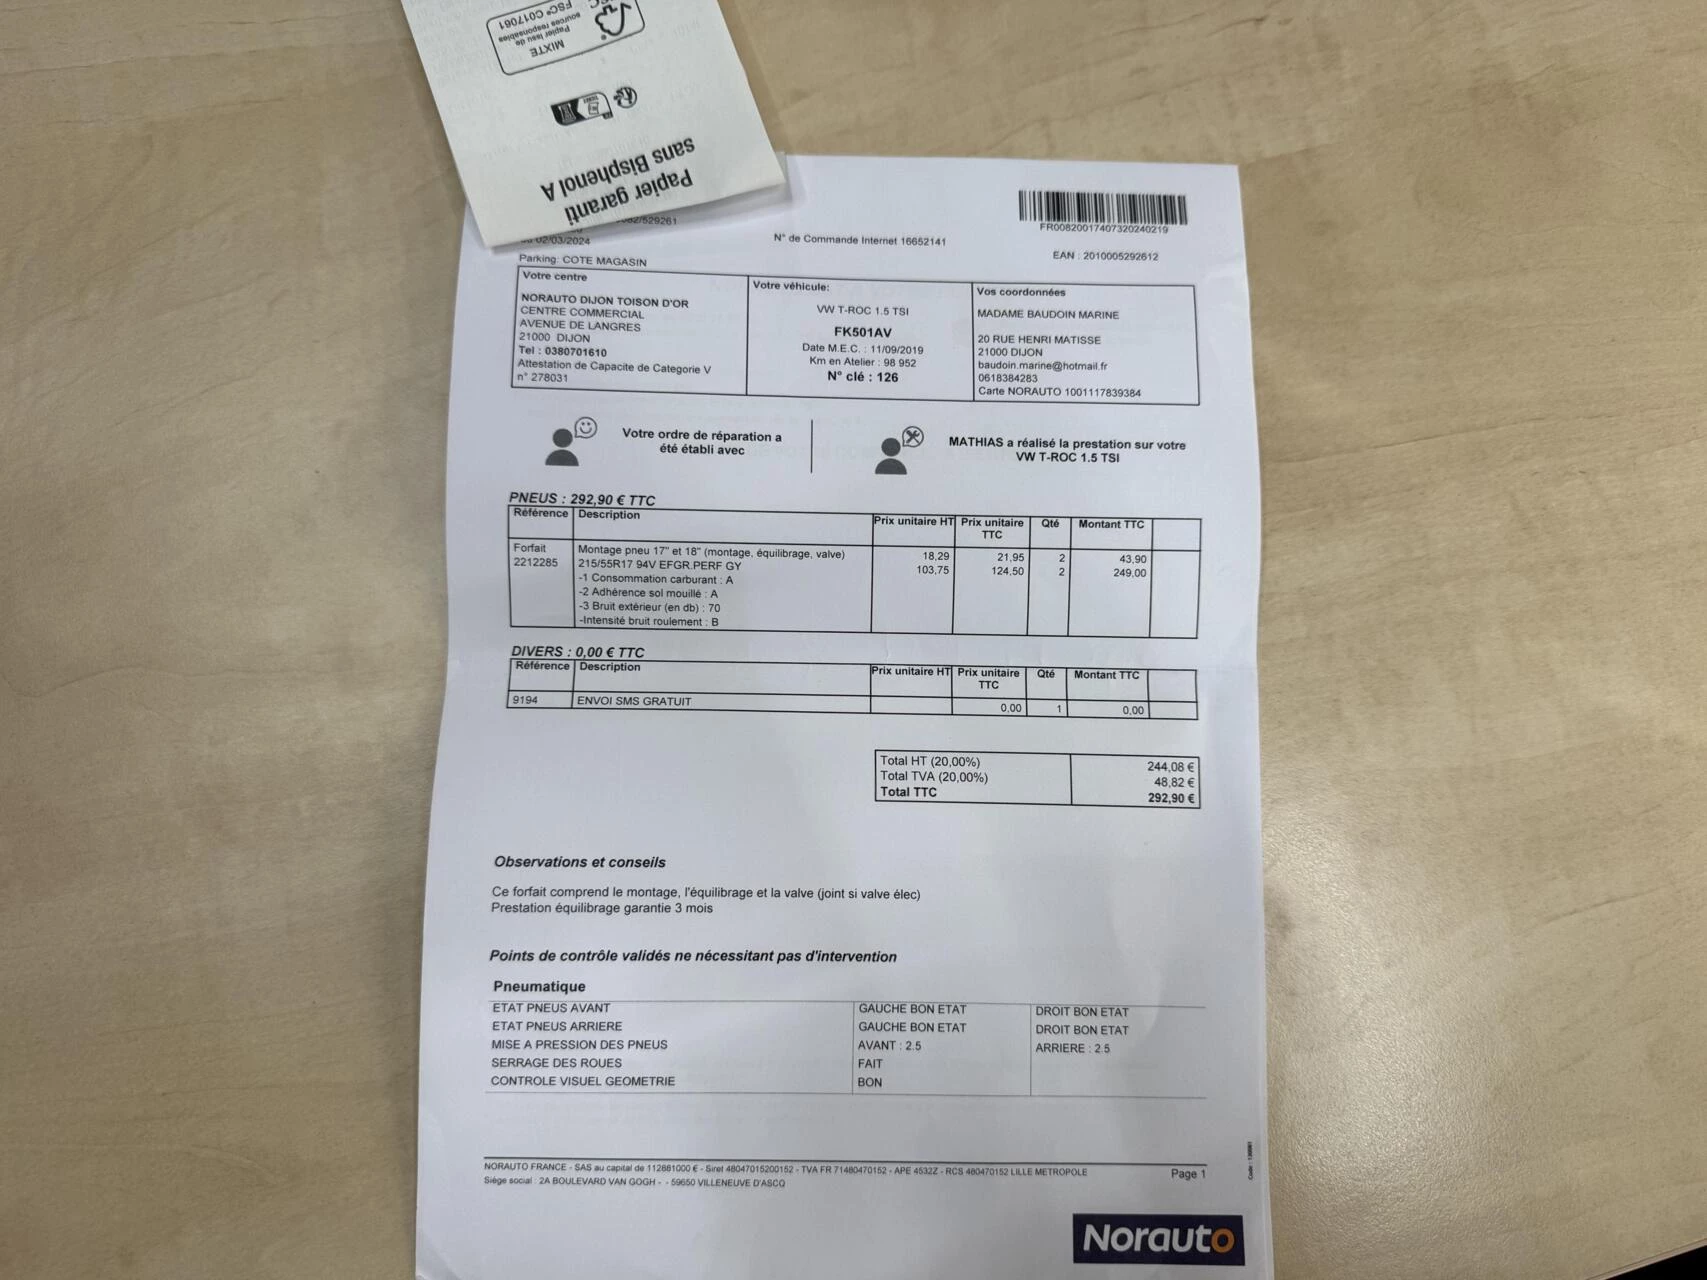 FSC® C017061
sources responsables
Papier issu de
MIXTE
sans Bisphénol A
Papier garanti
FR00820017407320240219
082/529261
02/03/2024
N° de Commande Internet 16652141
EAN : 2010005292612
Parking: COTE MAGASIN
Votre centre
NORAUTO DIJON TOISON D'OR
CENTRE COMMERCIAL
AVENUE DE LANGRES
21000 DIJON
Tel : 0380701610
Attestation de Capacite de Categorie V
n° 278031
Votre véhicule:
VW T-ROC 1.5 TSI
FK501AV
Date M.E.C. : 11/09/2019
Km en Atelier : 98 952
N° clé : 126
Vos coordonnées
MADAME BAUDOIN MARINE
20 RUE HENRI MATISSE
21000 DIJON
baudoin.marine@hotmail.fr
0618384283
Carte NORAUTO 1001117839384
Votre ordre de réparation a
été établi avec
MATHIAS a réalisé la prestation sur votre
VW T-ROC 1.5 TSI
PNEUS : 292,90 € TTC
Référence Description Prix unitaire HT Prix unitaire TTC Qté Montant TTC
Forfait Montage pneu 17" et 18" (montage, équilibrage, valve) 18,29 21,95 2 43,90
2212285 215/55R17 94V EFGR.PERF GY 103,75 124,50 2 249,00
-1 Consommation carburant : A
-2 Adhérence sol mouillé : A
-3 Bruit extérieur (en db) : 70
-Intensité bruit roulement : B
DIVERS : 0,00 € TTC
Référence Description Prix unitaire HT Prix unitaire TTC Qté Montant TTC
9194 ENVOI SMS GRATUIT 0,00 1 0,00
Total HT (20,00%) 244,08 €
Total TVA (20,00%) 48,82 €
Total TTC 292,90 €
Observations et conseils
Ce forfait comprend le montage, l'équilibrage et la valve (joint si valve élec)
Prestation équilibrage garantie 3 mois
Points de contrôle validés ne nécessitant pas d'intervention
Pneumatique
ETAT PNEUS AVANT GAUCHE BON ETAT DROIT BON ETAT
ETAT PNEUS ARRIERE GAUCHE BON ETAT DROIT BON ETAT
MISE A PRESSION DES PNEUS AVANT : 2.5 ARRIERE : 2.5
SERRAGE DES ROUES FAIT
CONTROLE VISUEL GEOMETRIE BON
NORAUTO FRANCE - SAS au capital de 112881000 € - Siret 48047015200152 - TVA FR 71480470152 - APE 4532Z - RCS 480470152 LILLE METROPOLE
Siège social : 2A BOULEVARD VAN GOGH - - 59650 VILLENEUVE D'ASCQ
Page 1
Norauto